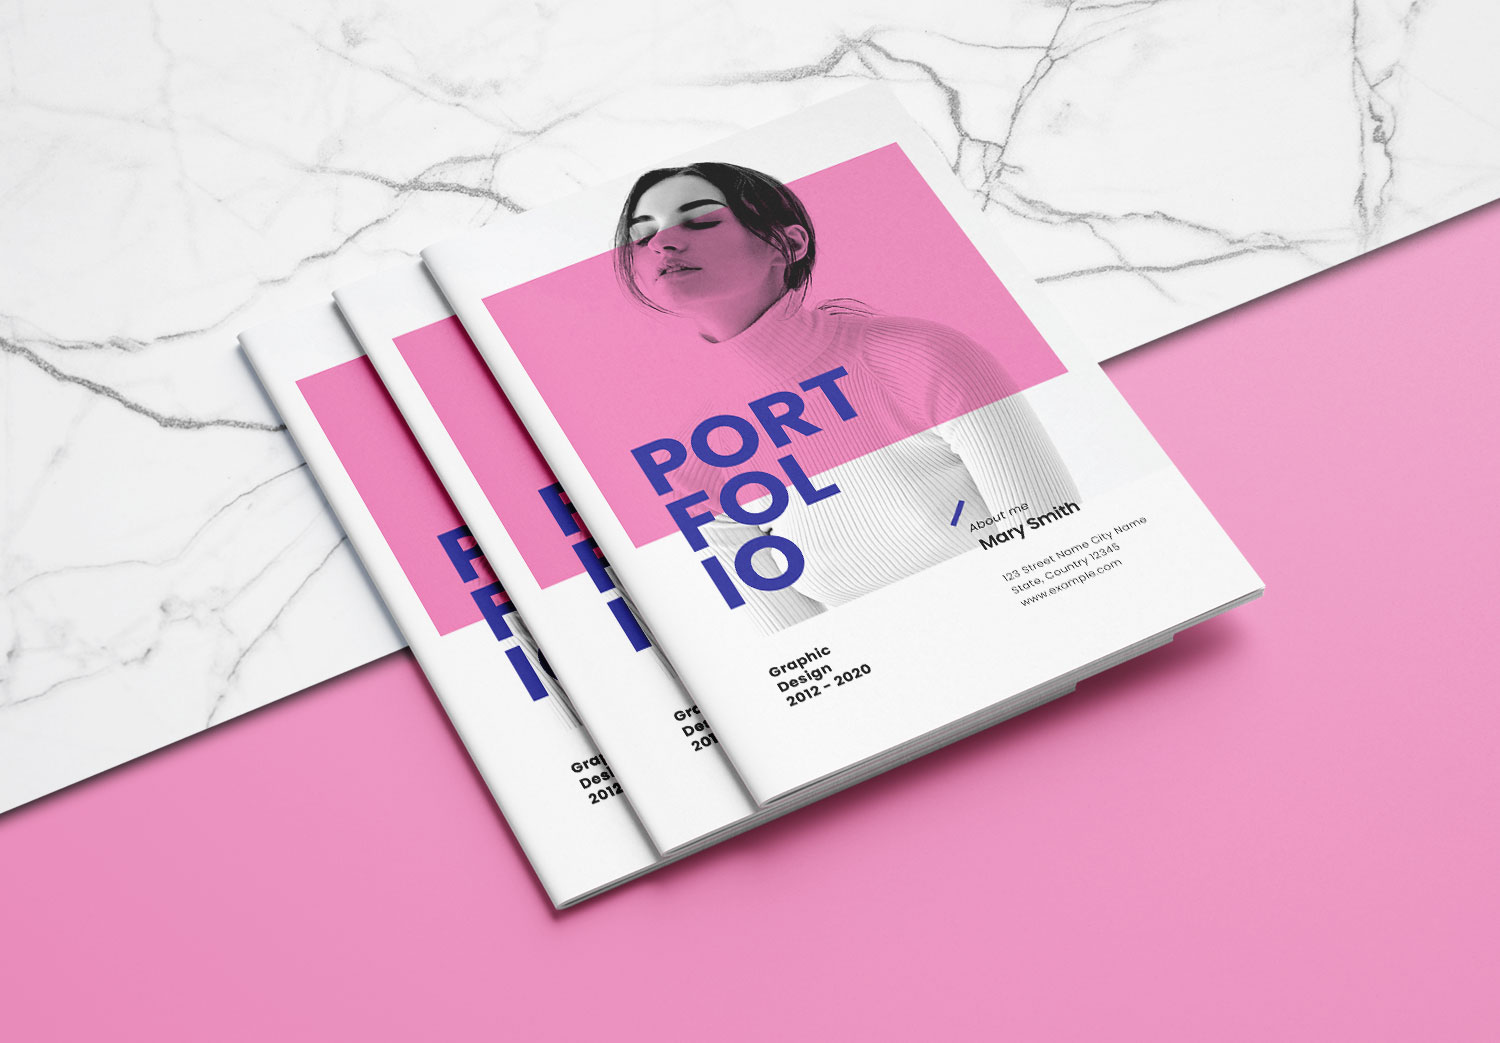 PORT
FOL
IO
About me
Mary Smith
123 Street Name City Name
State, Country 12345
www.example.com
Graphic
Design
2012 - 2020